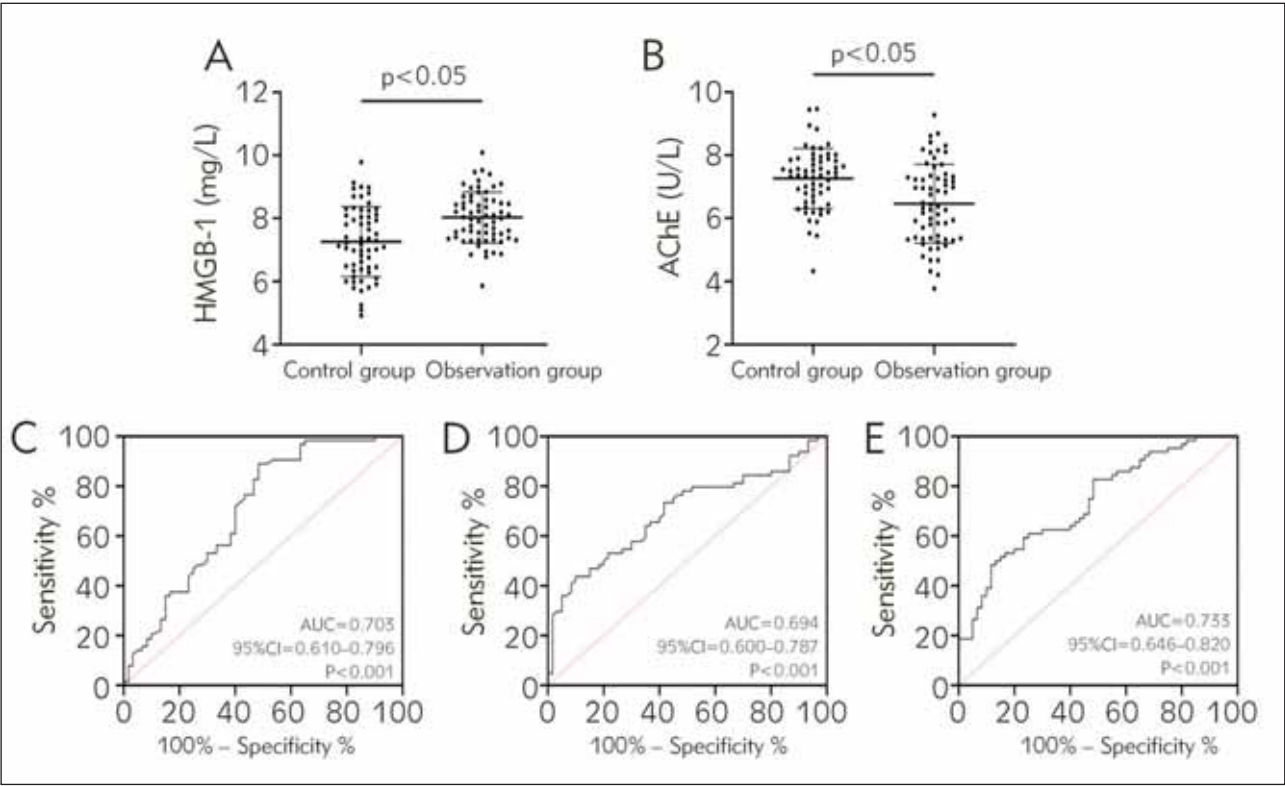 A
p<0.05
HMGB-1 (mg/L)
12
10
8
6
4
Control group
Observation group
B
p<0.05
AChE (U/L)
10
8
6
4
2
Control group
Observation group
C
Sensitivity %
100
80
60
40
20
0
AUC=0.703
95%CI=0.610–0.796
P<0.001
0 20 40 60 80 100
100% – Specificity %
D
Sensitivity %
100
80
60
40
20
0
AUC=0.694
95%CI=0.600–0.787
P<0.001
0 20 40 60 80 100
100% – Specificity %
E
Sensitivity %
100
80
60
40
20
0
AUC=0.733
95%CI=0.646–0.820
P<0.001
0 20 40 60 80 100
100% – Specificity %